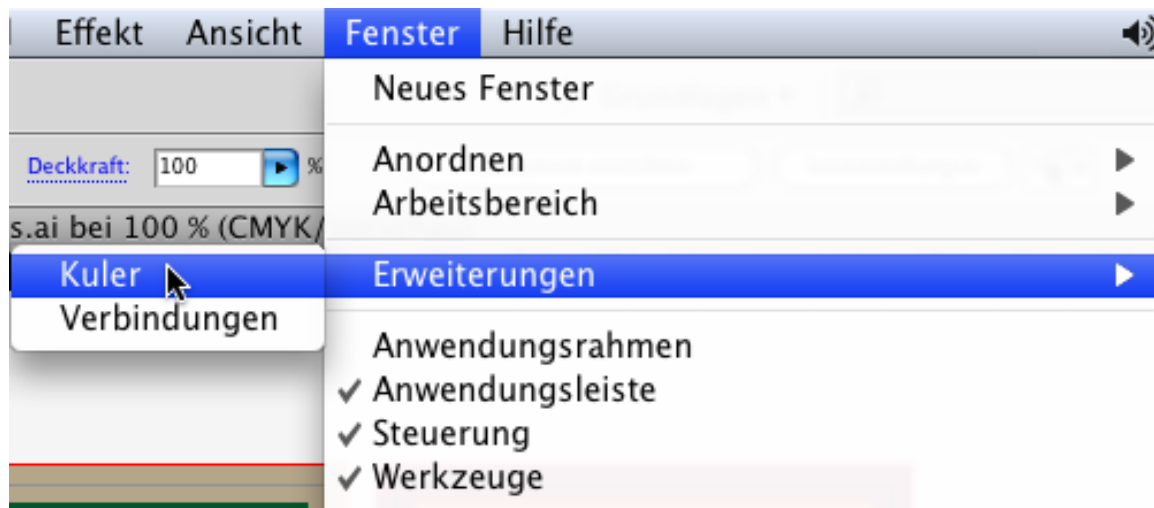 Effekt Ansicht Fenster Hilfe
Neues Fenster
Deckkraft: 100 %
Anordnen
Arbeitsbereich
s.ai bei 100 % (CMYK/
Kuler
Erweiterungen
Verbindungen
Anwendungsrahmen
Anwendungsleiste
Steuerung
Werkzeuge